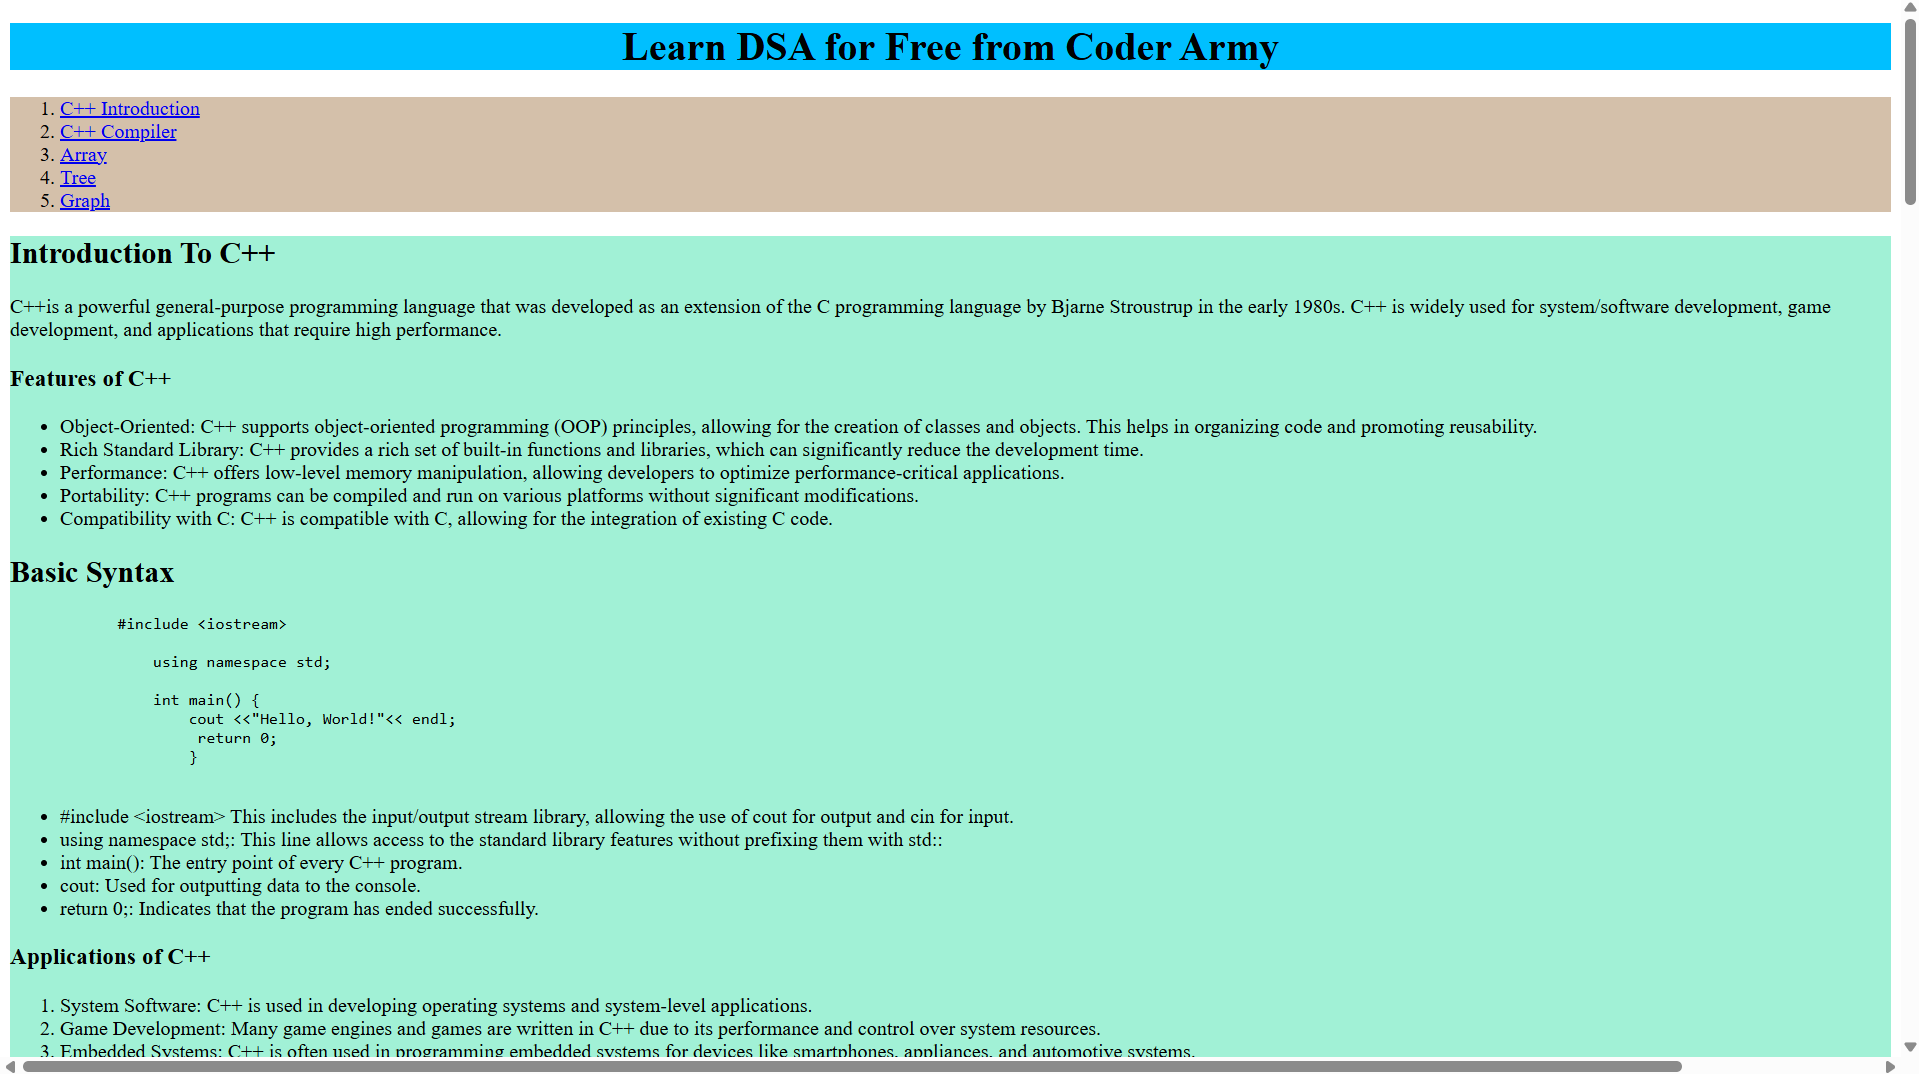 Learn DSA for Free from Coder Army
1. C++ Introduction
2. C++ Compiler
3. Array
4. Tree
5. Graph
Introduction To C++
C++is a powerful general-purpose programming language that was developed as an extension of the C programming language by Bjarne Stroustrup in the early 1980s. C++ is widely used for system/software development, game
development, and applications that require high performance.
Features of C++
• Object-Oriented: C++ supports object-oriented programming (OOP) principles, allowing for the creation of classes and objects. This helps in organizing code and promoting reusability.
• Rich Standard Library: C++ provides a rich set of built-in functions and libraries, which can significantly reduce the development time.
• Performance: C++ offers low-level memory manipulation, allowing developers to optimize performance-critical applications.
• Portability: C++ programs can be compiled and run on various platforms without significant modifications.
• Compatibility with C: C++ is compatible with C, allowing for the integration of existing C code.
Basic Syntax
#include <iostream>
using namespace std;
int main() {
cout <<"Hello, World!"<< endl;
return 0;
}
• #include <iostream> This includes the input/output stream library, allowing the use of cout for output and cin for input.
• using namespace std;: This line allows access to the standard library features without prefixing them with std::
• int main(): The entry point of every C++ program.
• cout: Used for outputting data to the console.
• return 0;: Indicates that the program has ended successfully.
Applications of C++
1. System Software: C++ is used in developing operating systems and system-level applications.
2. Game Development: Many game engines and games are written in C++ due to its performance and control over system resources.
3. Embedded Systems: C++ is often used in programming embedded systems for devices like smartphones, appliances, and automotive systems.